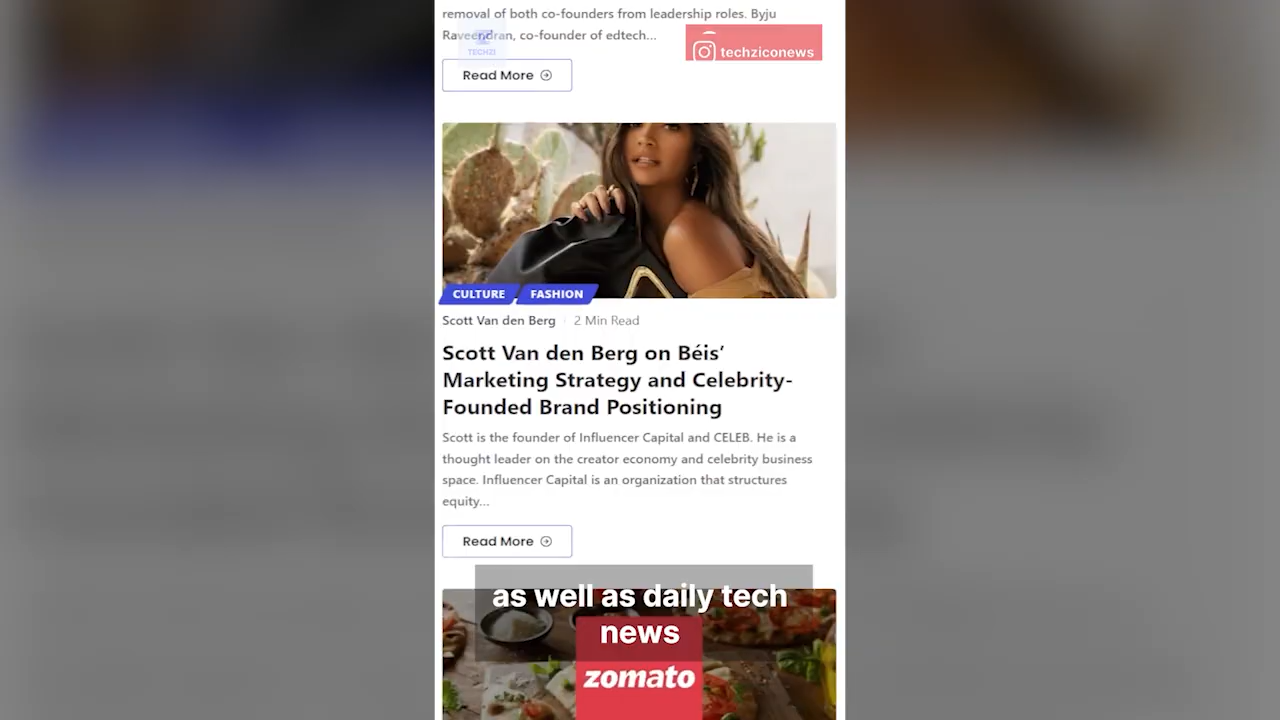 removal of both co-founders from leadership roles. Byju
Raveendran, co-founder of edtech...
TECHZI
techziconews
Read More
CULTURE
FASHION
Scott Van den Berg
2 Min Read
Scott Van den Berg on Béis’
Marketing Strategy and Celebrity-
Founded Brand Positioning
Scott is the founder of Influencer Capital and CELEB. He is a
thought leader on the creator economy and celebrity business
space. Influencer Capital is an organization that structures
equity...
Read More
as well as daily tech
news
zomato